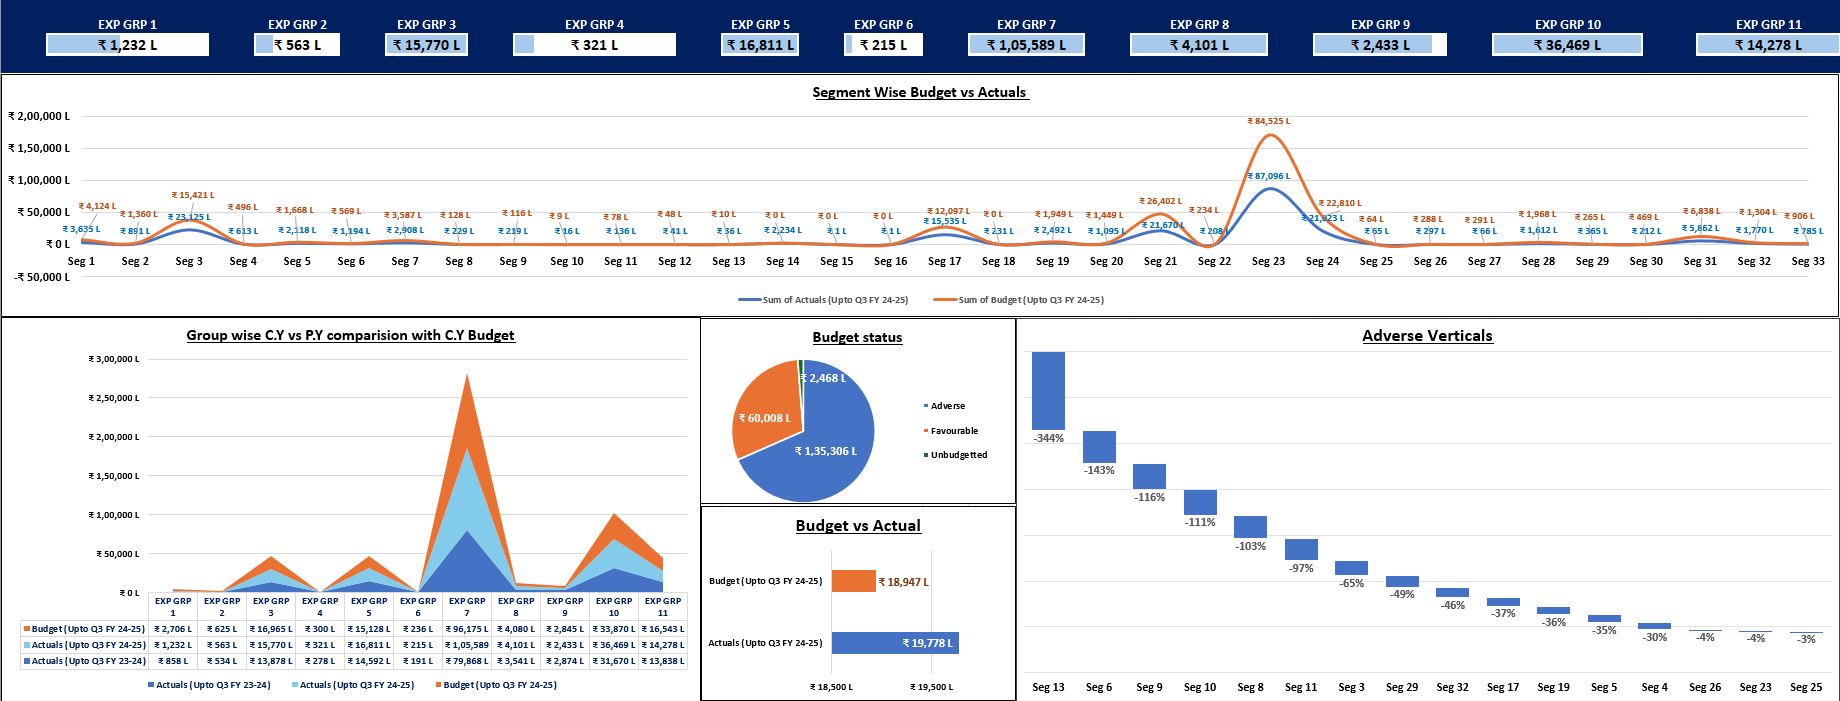 EXP GRP 1 EXP GRP 2 EXP GRP 3 EXP GRP 4 EXP GRP 5 EXP GRP 6 EXP GRP 7 EXP GRP 8 EXP GRP 9 EXP GRP 10 EXP GRP 11
₹ 1,232 L ₹ 563 L ₹ 15,770 L ₹ 321 L ₹ 16,811 L ₹ 215 L ₹ 1,05,589 L ₹ 4,101 L ₹ 2,433 L ₹ 36,469 L ₹ 14,278 L
Segment Wise Budget vs Actuals
₹ 2,00,000 L
₹ 1,50,000 L
₹ 1,00,000 L
₹ 50,000 L
₹ 0 L
-₹ 50,000 L
₹ 4,124 L ₹ 1,360 L ₹ 15,421 L ₹ 496 L ₹ 1,668 L ₹ 569 L ₹ 3,587 L ₹ 128 L ₹ 116 L ₹ 9 L ₹ 78 L ₹ 48 L ₹ 10 L ₹ 0 L ₹ 0 L ₹ 0 L ₹ 12,097 L ₹ 0 L ₹ 1,949 L ₹ 1,449 L ₹ 26,402 L ₹ 234 L ₹ 84,525 L ₹ 22,810 L ₹ 64 L ₹ 288 L ₹ 291 L ₹ 1,968 L ₹ 265 L ₹ 469 L ₹ 6,838 L ₹ 1,304 L ₹ 906 L
₹ 3,635 L ₹ 891 L ₹ 23,125 L ₹ 613 L ₹ 2,118 L ₹ 1,194 L ₹ 2,908 L ₹ 229 L ₹ 219 L ₹ 16 L ₹ 136 L ₹ 41 L ₹ 36 L ₹ 2,234 L ₹ 1 L ₹ 1 L ₹ 15,535 L ₹ 231 L ₹ 2,492 L ₹ 1,095 L ₹ 21,670 L ₹ 208 L ₹ 87,096 L ₹ 21,023 L ₹ 65 L ₹ 297 L ₹ 66 L ₹ 1,612 L ₹ 365 L ₹ 212 L ₹ 5,862 L ₹ 1,770 L ₹ 785 L
Seg 1 Seg 2 Seg 3 Seg 4 Seg 5 Seg 6 Seg 7 Seg 8 Seg 9 Seg 10 Seg 11 Seg 12 Seg 13 Seg 14 Seg 15 Seg 16 Seg 17 Seg 18 Seg 19 Seg 20 Seg 21 Seg 22 Seg 23 Seg 24 Seg 25 Seg 26 Seg 27 Seg 28 Seg 29 Seg 30 Seg 31 Seg 32 Seg 33
Sum of Actuals (Upto Q3 FY 24-25) Sum of Budget (Upto Q3 FY 24-25)
Group wise C.Y vs P.Y comparision with C.Y Budget
₹ 3,00,000 L
₹ 2,50,000 L
₹ 2,00,000 L
₹ 1,50,000 L
₹ 1,00,000 L
₹ 50,000 L
₹ 0 L
EXP GRP EXP GRP EXP GRP EXP GRP EXP GRP EXP GRP EXP GRP EXP GRP EXP GRP EXP GRP EXP GRP
1 2 3 4 5 6 7 8 9 10 11
Budget (Upto Q3 FY 24-25) ₹ 2,706 L ₹ 625 L ₹ 16,965 L ₹ 300 L ₹ 15,128 L ₹ 236 L ₹ 96,175 L ₹ 4,080 L ₹ 2,845 L ₹ 33,870 L ₹ 16,543 L
Actuals (Upto Q3 FY 24-25) ₹ 1,232 L ₹ 563 L ₹ 15,770 L ₹ 321 L ₹ 16,811 L ₹ 215 L ₹ 1,05,589 ₹ 4,101 L ₹ 2,433 L ₹ 36,469 L ₹ 14,278 L
Actuals (Upto Q3 FY 23-24) ₹ 858 L ₹ 534 L ₹ 13,878 L ₹ 278 L ₹ 14,592 L ₹ 191 L ₹ 79,868 L ₹ 3,541 L ₹ 2,874 L ₹ 31,670 L ₹ 13,838 L
Actuals (Upto Q3 FY 23-24) Actuals (Upto Q3 FY 24-25) Budget (Upto Q3 FY 24-25)
Budget status
₹ 2,468 L
₹ 60,008 L
₹ 1,35,306 L
Adverse
Favourable
Unbudgetted
Budget vs Actual
Budget (Upto Q3 FY 24-25) ₹ 18,947 L
Actuals (Upto Q3 FY 24-25) ₹ 19,778 L
₹ 18,500 L ₹ 19,500 L
Adverse Verticals
-344%
-143%
-116%
-111%
-103%
-97%
-65%
-49%
-46%
-37%
-36%
-35%
-30%
-4%
-4%
-3%
Seg 13 Seg 6 Seg 9 Seg 10 Seg 8 Seg 11 Seg 3 Seg 29 Seg 32 Seg 17 Seg 19 Seg 5 Seg 4 Seg 26 Seg 23 Seg 25